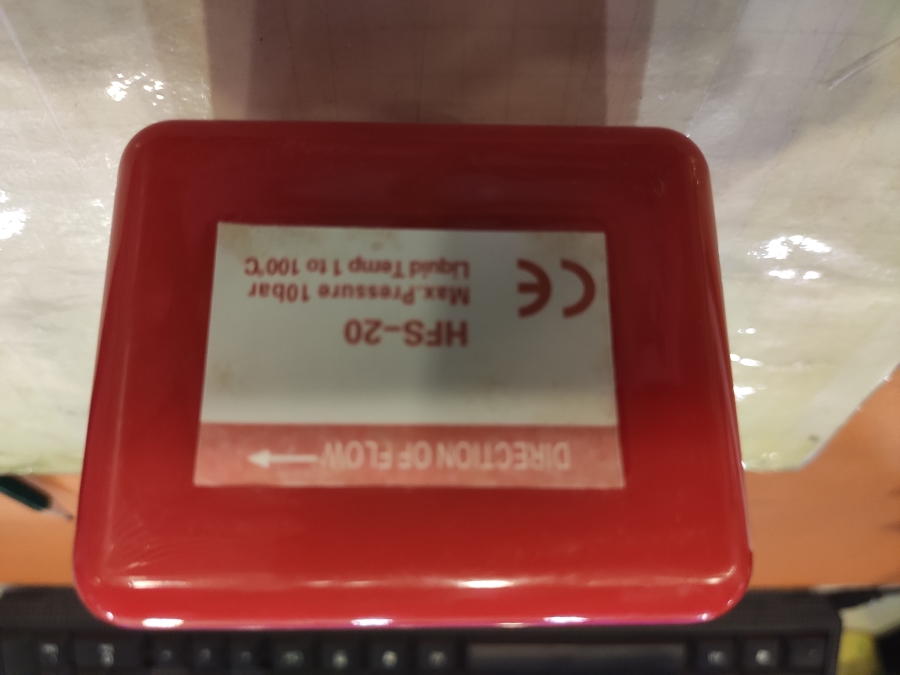 DIRECTION OF FLOW →
HFS-20
Max.Pressure 10bar
Liquid Temp 1 to 100℃
CE